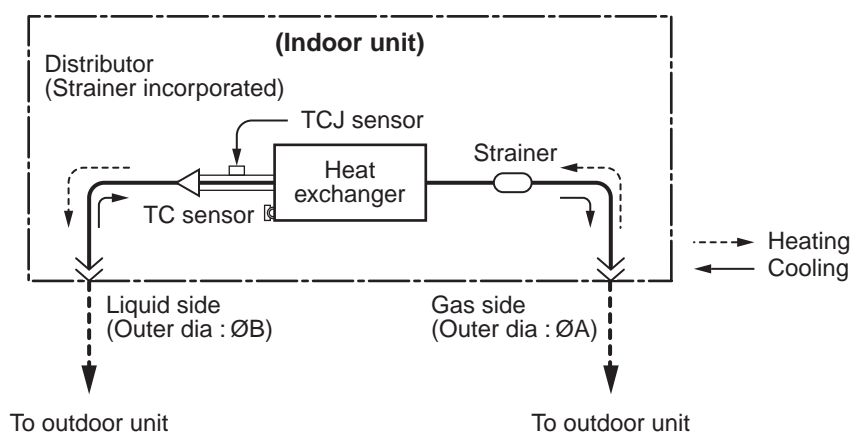 (Indoor unit)
Distributor
(Strainer incorporated)
TCJ sensor
Strainer
Heat
exchanger
TC sensor
Heating
Cooling
Liquid side
(Outer dia : ØB)
Gas side
(Outer dia : ØA)
To outdoor unit
To outdoor unit